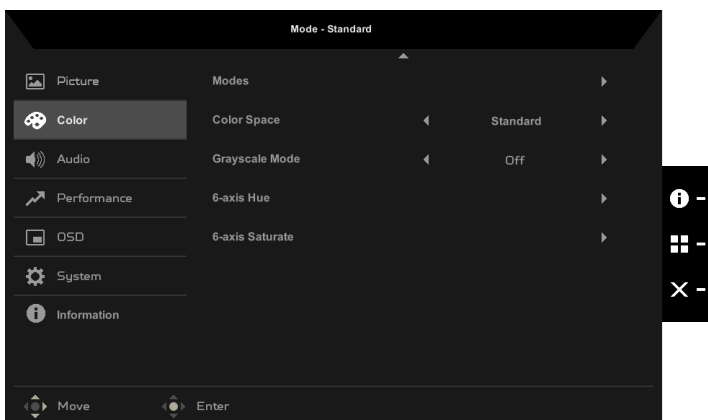 Mode - Standard
Picture
Modes
Color
Color Space
Standard
Audio
Grayscale Mode
Off
Performance
6-axis Hue
OSD
6-axis Saturate
System
Information
Move
Enter